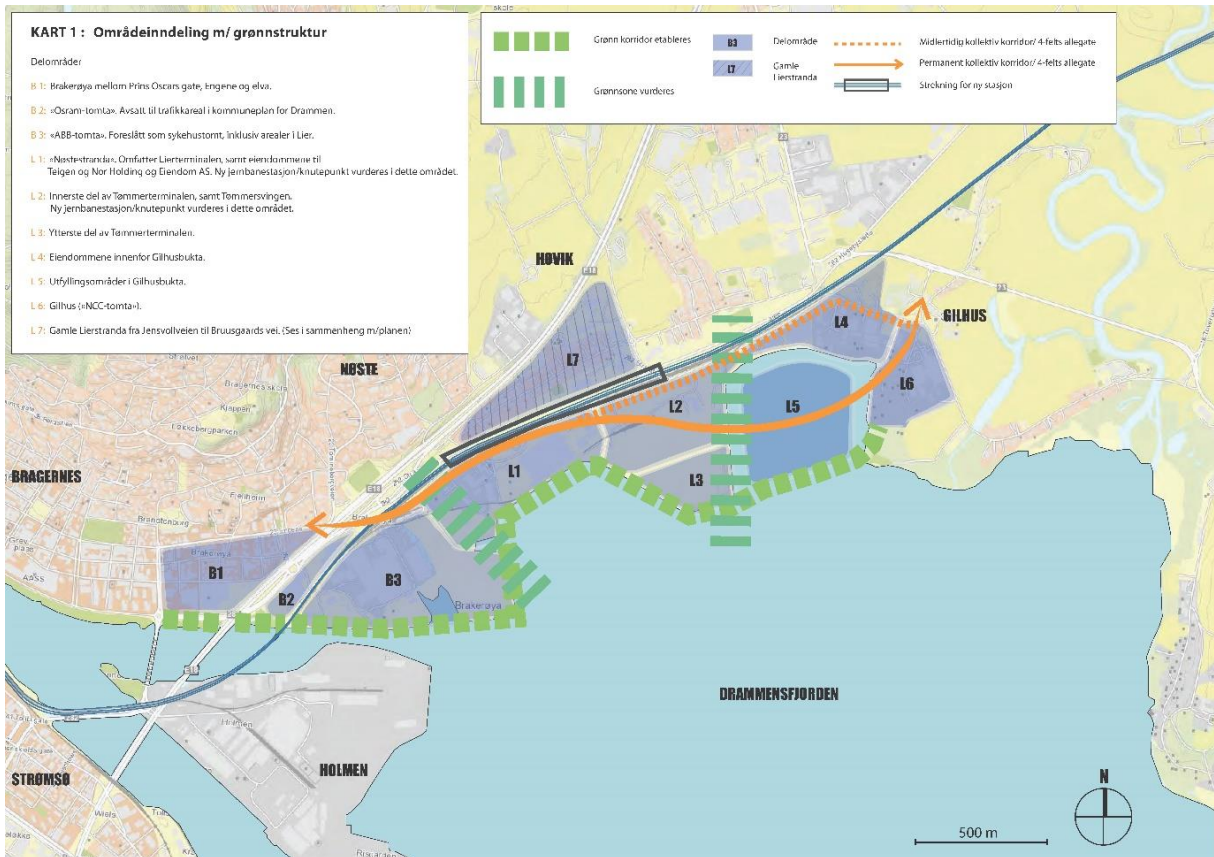 KART 1 : Områdeinndeling m/ grønnstruktur
Delområder
B 1: Brakerøya mellom Prins Oscars gate, Engene og elva.
B 2: «Osram-tomta». Avsatt til trafikkareal i kommuneplan for Drammen.
B 3: «ABB-tomta». Foreslått som sykehustomt, inklusiv arealer i Lier.
L 1: «Nøstestranda». Omfatter Lierterminalen, samt eiendommene til
Teigen og Nor Holding og Eiendom AS. Ny jernbanestasjon/knutepunkt vurderes i dette området.
L 2: Innerste del av Tømmerterminalen, samt Tømmersvingen.
Ny jernbanestasjon/knutepunkt vurderes i dette området.
L 3: Ytterste del av Tømmerterminalen.
L 4: Eiendommene innenfor Gilhusbukta.
L 5: Utfyllingsområder i Gilhusbukta.
L 6: Gilhus («NCC-tomta»).
L 7: Gamle Lierstranda fra Jensvollveien til Bruusgaards vei. (Ses i sammenheng m/planen)
Grønn korridor etableres
Grønnsone vurderes
B3
Delområde
L7
Gamle
Lierstranda
Midlertidig kollektiv korridor/ 4-felts allegate
Permanent kollektiv korridor/ 4-felts allegate
Strekning for ny stasjon
HØVIK
E18
23
GILHUS
L4
L7
NØSTE
L6
L2
L5
L1
L3
BRAGERNES
E18
Brakerøya
B1
B3
B2
Brakerøya
E18
DRAMMENSFJORDEN
Holmen
HOLMEN
STRØMSØ
N
500 m